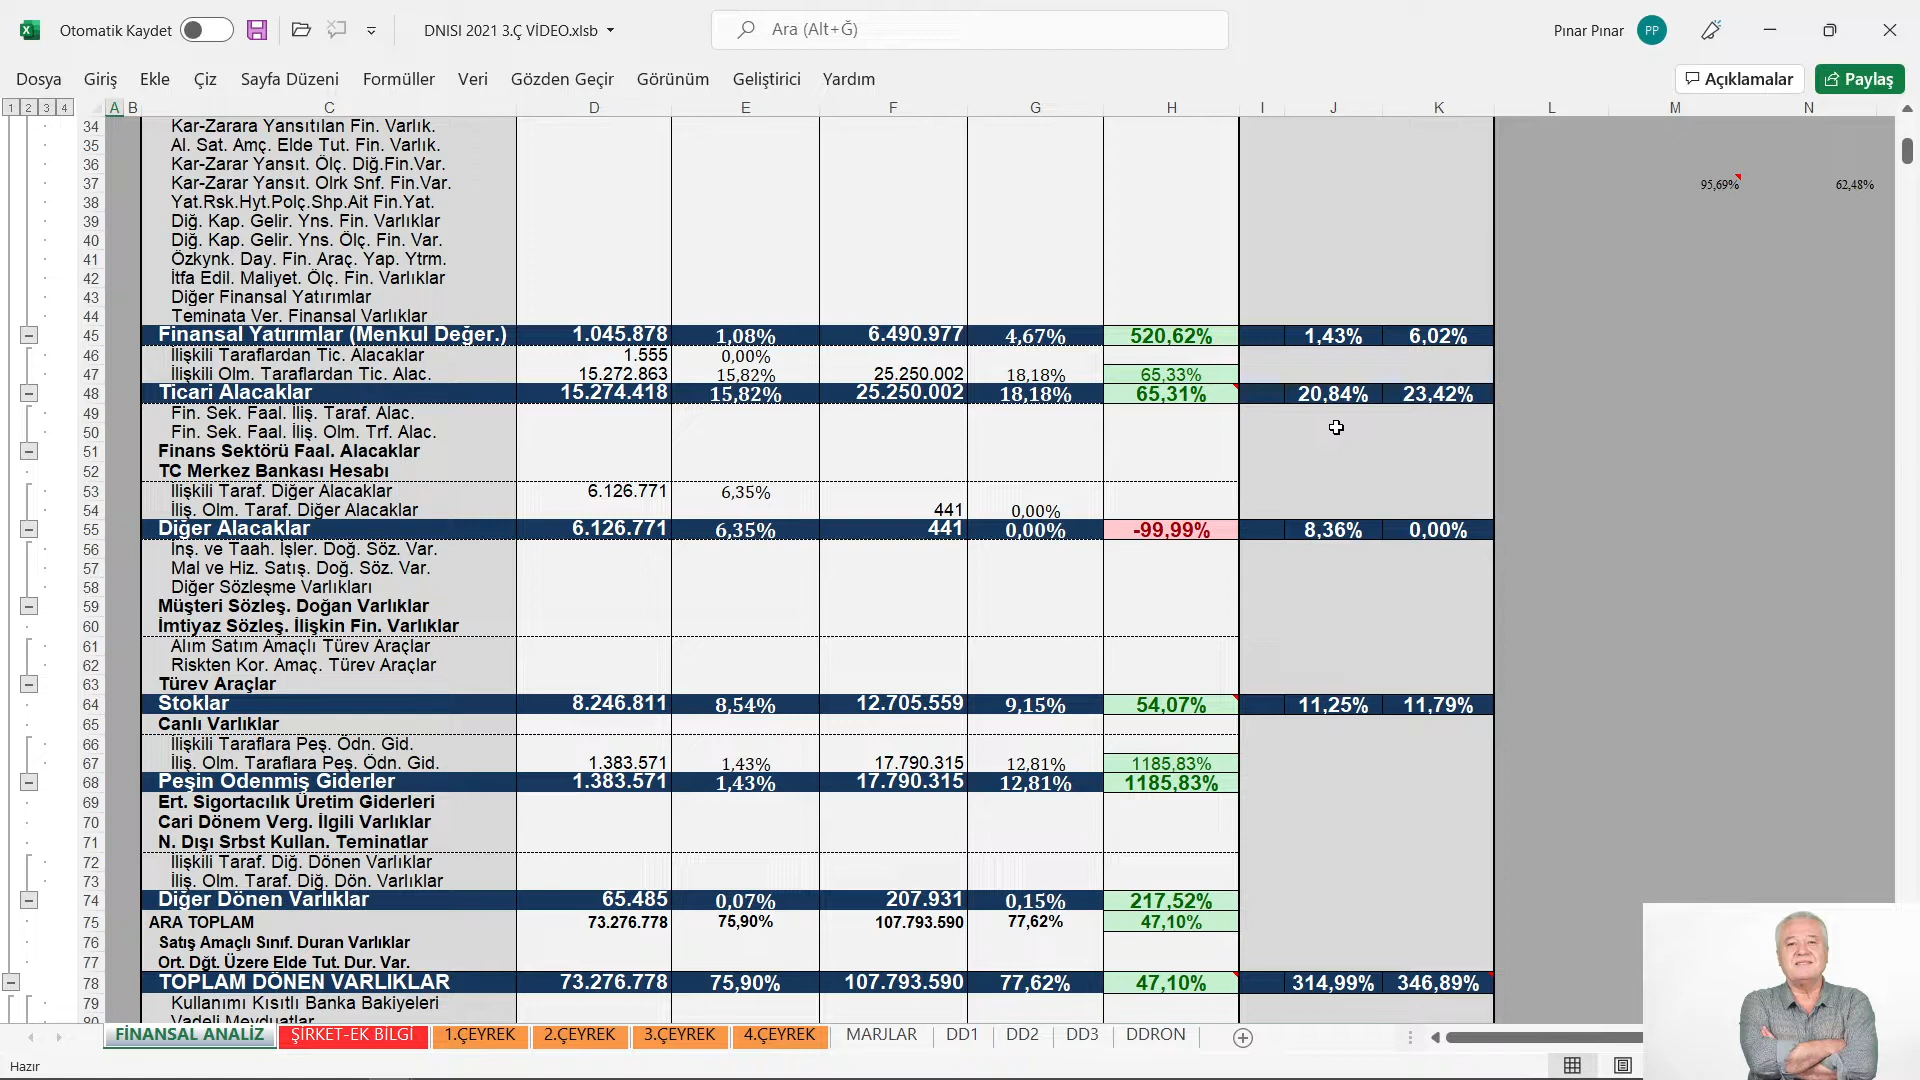 Otomatik Kaydet DNISI 2021 3.Ç VİDEO.xlsb Ara (Alt+Ğ) Pınar Pınar PP
Dosya Giriş Ekle Çiz Sayfa Düzeni Formüller Veri Gözden Geçir Görünüm Geliştirici Yardım Açıklamalar Paylaş
1 2 3 4 A B C D E F G H I J K L M N
34 Kar-Zarara Yansıtılan Fin. Varlık.
35 Al. Sat. Amç. Elde Tut. Fin. Varlık.
36 Kar-Zarar Yansıt. Ölç. Diğ.Fin.Var.
37 Kar-Zarar Yansıt. Olrk Snf. Fin.Var. 95,69% 62,48%
38 Yat.Rsk.Hyt.Polç.Shp.Ait Fin.Yat.
39 Diğ. Kap. Gelir. Yns. Fin. Varlıklar
40 Diğ. Kap. Gelir. Yns. Ölç. Fin. Var.
41 Özkynk. Day. Fin. Araç. Yap. Ytrm.
42 İtfa Edil. Maliyet. Ölç. Fin. Varlıklar
43 Diğer Finansal Yatırımlar
44 Teminata Ver. Finansal Varlıklar
45 Finansal Yatırımlar (Menkul Değer.) 1.045.878 1,08% 6.490.977 4,67% 520,62% 1,43% 6,02%
46 İlişkili Taraflardan Tic. Alacaklar 1.555 0,00%
47 İlişkili Olm. Taraflardan Tic. Alac. 15.272.863 15,82% 25.250.002 18,18% 65,33%
48 Ticari Alacaklar 15.274.418 15,82% 25.250.002 18,18% 65,31% 20,84% 23,42%
49 Fin. Sek. Faal. İliş. Taraf. Alac.
50 Fin. Sek. Faal. İliş. Olm. Trf. Alac.
51 Finans Sektörü Faal. Alacaklar
52 TC Merkez Bankası Hesabı
53 İlişkili Taraf. Diğer Alacaklar 6.126.771 6,35%
54 İliş. Olm. Taraf. Diğer Alacaklar 441 0,00%
55 Diğer Alacaklar 6.126.771 6,35% 441 0,00% -99,99% 8,36% 0,00%
56 İnş. ve Taah. İşler. Doğ. Söz. Var.
57 Mal ve Hiz. Satış. Doğ. Söz. Var.
58 Diğer Sözleşme Varlıkları
59 Müşteri Sözleş. Doğan Varlıklar
60 İmtiyaz Sözleş. İlişkin Fin. Varlıklar
61 Alım Satım Amaçlı Türev Araçlar
62 Riskten Kor. Amaç. Türev Araçlar
63 Türev Araçlar
64 Stoklar 8.246.811 8,54% 12.705.559 9,15% 54,07% 11,25% 11,79%
65 Canlı Varlıklar
66 İlişkili Taraflara Peş. Ödn. Gid.
67 İliş. Olm. Taraflara Peş. Ödn. Gid. 1.383.571 1,43% 17.790.315 12,81% 1185,83%
68 Peşin Ödenmiş Giderler 1.383.571 1,43% 17.790.315 12,81% 1185,83%
69 Ert. Sigortacılık Üretim Giderleri
70 Cari Dönem Verg. İlgili Varlıklar
71 N. Dışı Srbst Kullan. Teminatlar
72 İlişkili Taraf. Diğ. Dönen Varlıklar
73 İliş. Olm. Taraf. Diğ. Dön. Varlıklar
74 Diğer Dönen Varlıklar 65.485 0,07% 207.931 0,15% 217,52%
75 ARA TOPLAM 73.276.778 75,90% 107.793.590 77,62% 47,10%
76 Satış Amaçlı Sınıf. Duran Varlıklar
77 Ort. Dğt. Üzere Elde Tut. Dur. Var.
78 TOPLAM DÖNEN VARLIKLAR 73.276.778 75,90% 107.793.590 77,62% 47,10% 314,99% 346,89%
79 Kullanımı Kısıtlı Banka Bakiyeleri
80 Vadeli Mevduatlar
FİNANSAL ANALİZ ŞİRKET-EK BİLGİ 1.ÇEYREK 2.ÇEYREK 3.ÇEYREK 4.ÇEYREK MARJLAR DD1 DD2 DD3 DDRON
Hazır